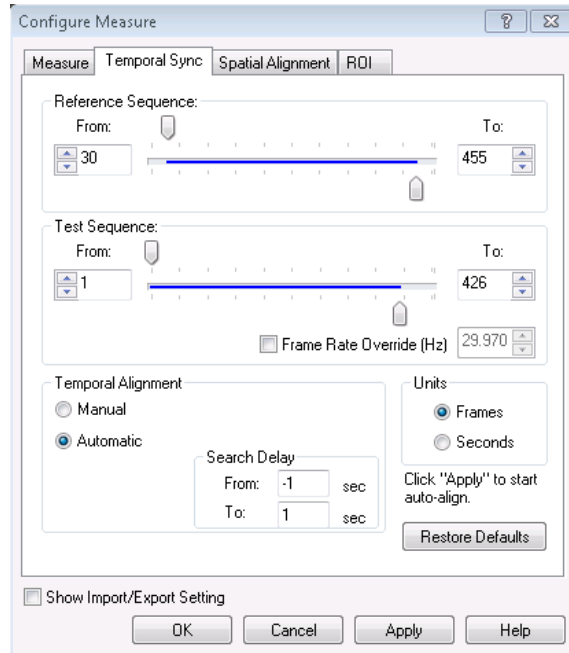 Configure Measure
Measure Temporal Sync Spatial Alignment ROI
Reference Sequence:
From: To:
30 455
Test Sequence:
From: To:
1 426
Frame Rate Override (Hz) 29.970
Temporal Alignment
Manual
Automatic
Search Delay
From: -1 sec
To: 1 sec
Units
Frames
Seconds
Click "Apply" to start
auto-align.
Restore Defaults
Show Import/Export Setting
OK Cancel Apply Help